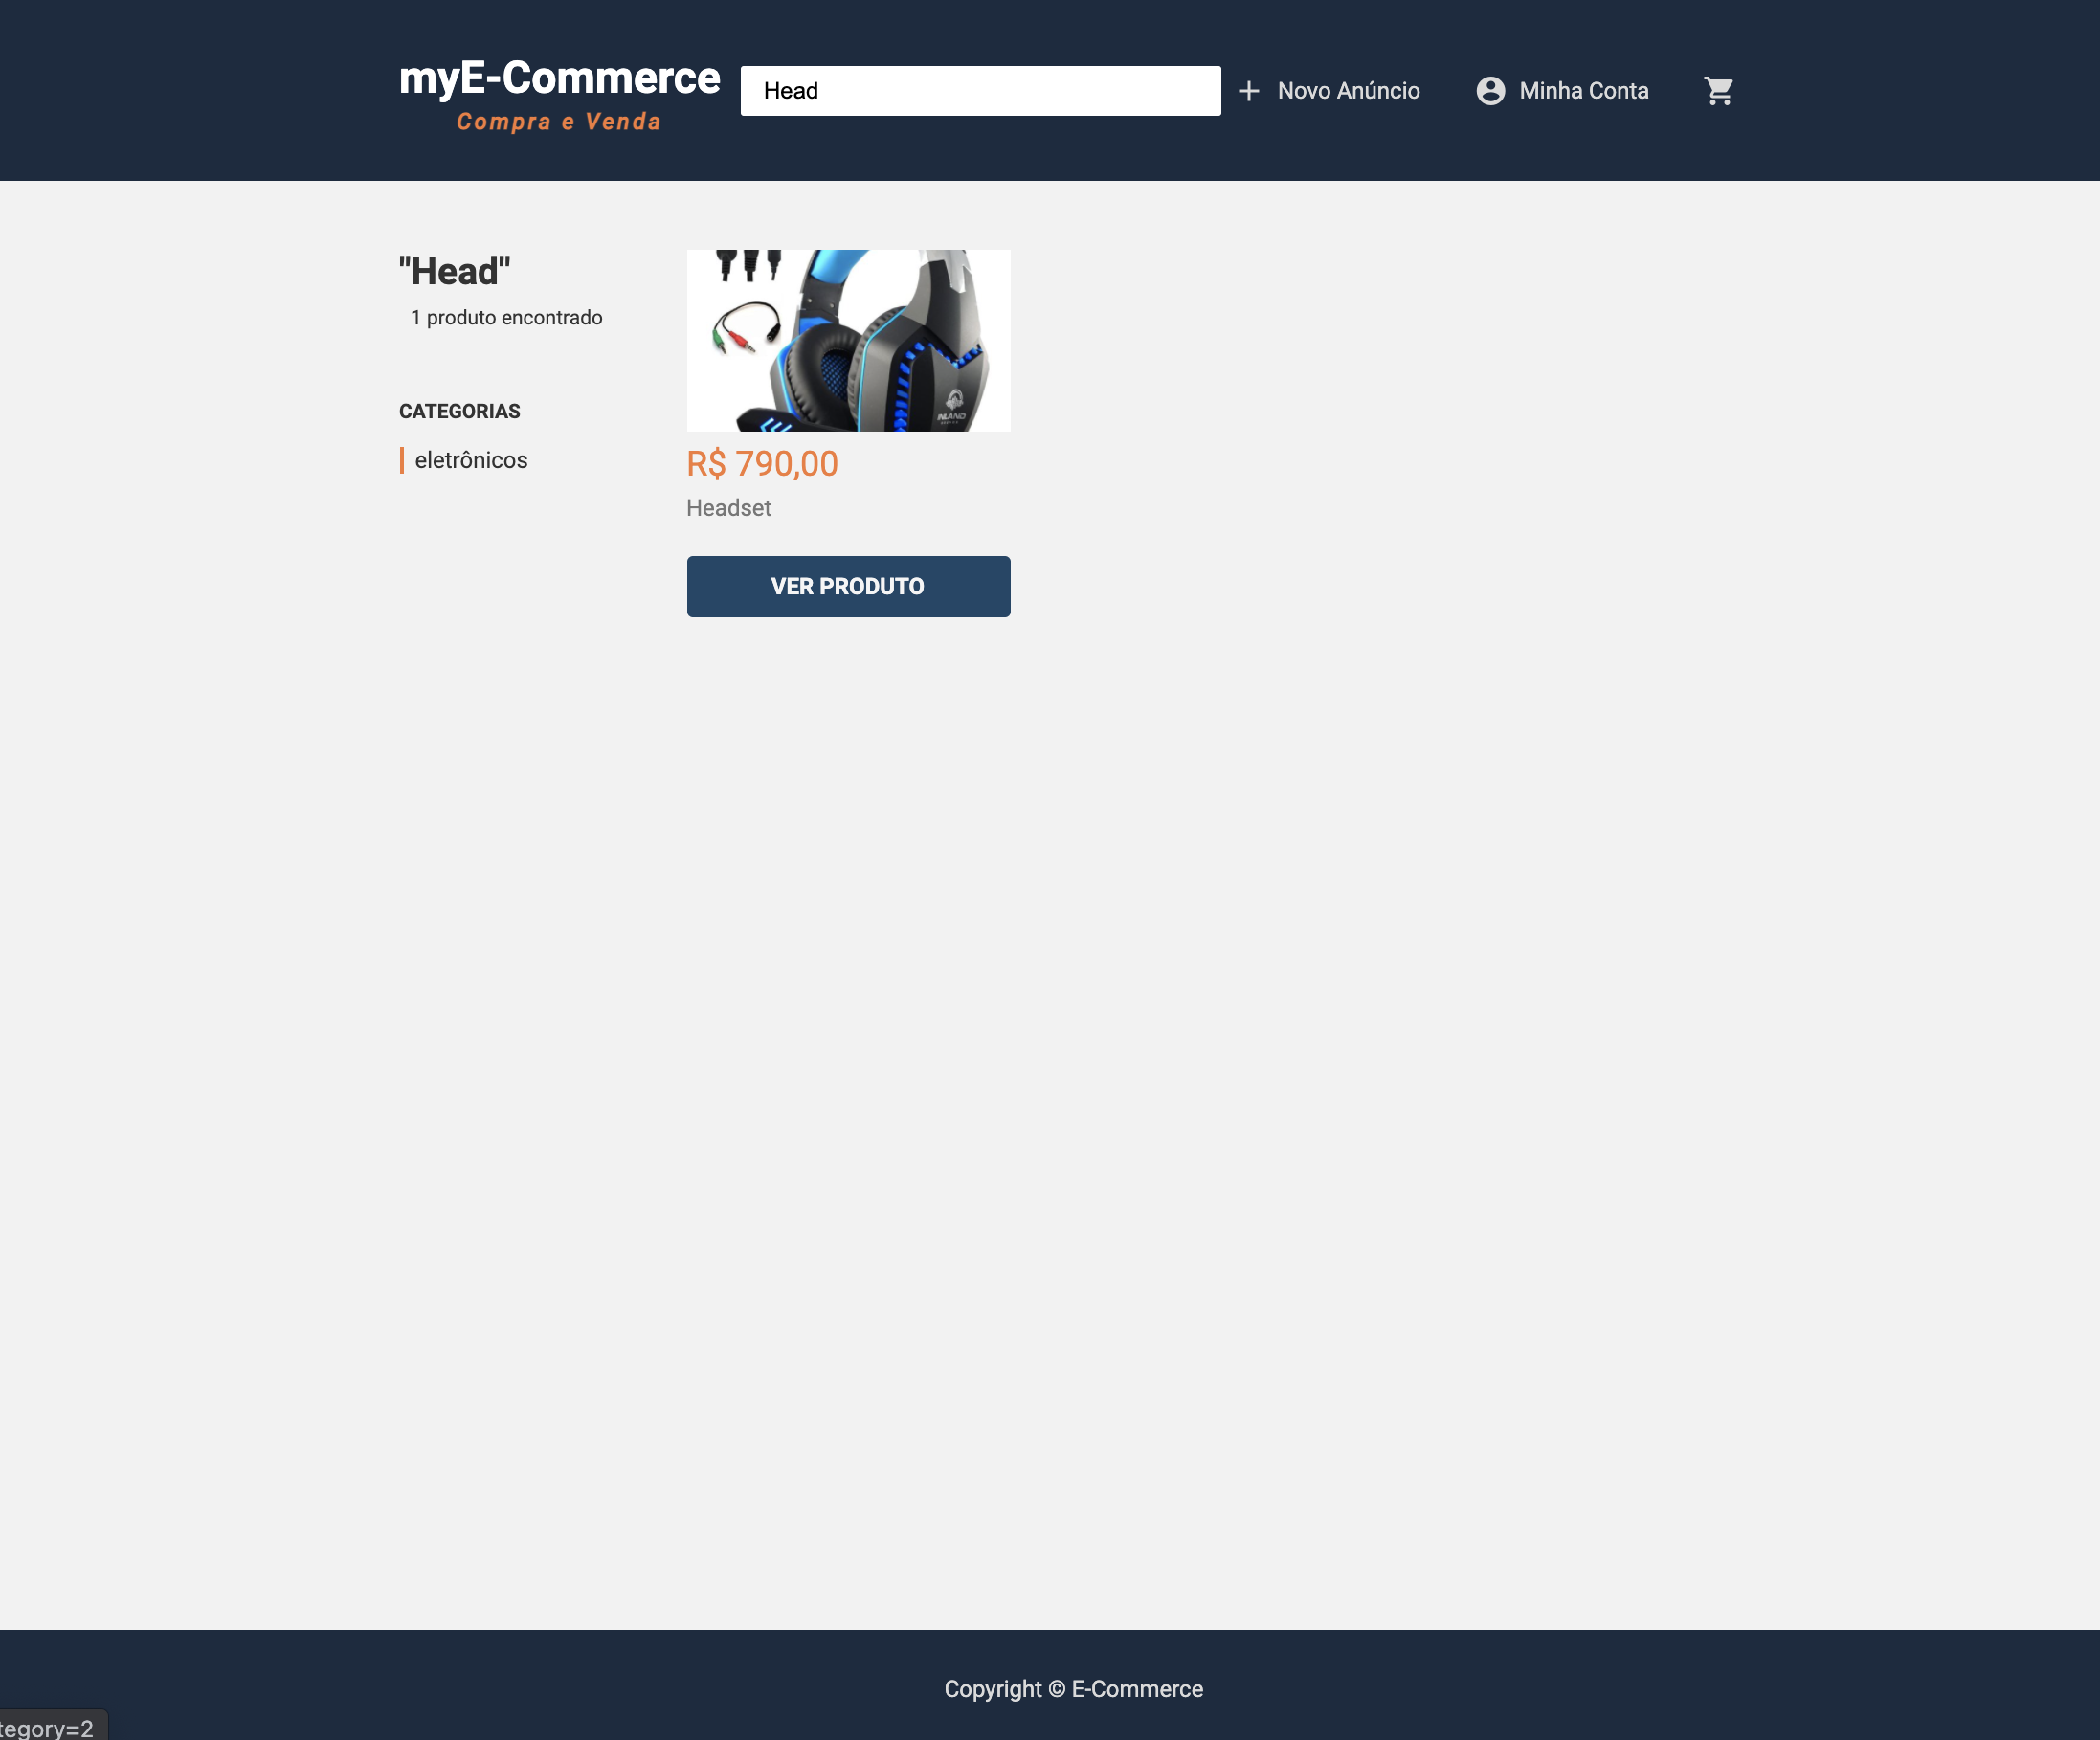 myE-Commerce
Compra e Venda
Head
Novo Anúncio
Minha Conta
"Head"
1 produto encontrado
CATEGORIAS
eletrônicos
INLAND
R$ 790,00
Headset
VER PRODUTO
Copyright © E-Commerce
tegory=2